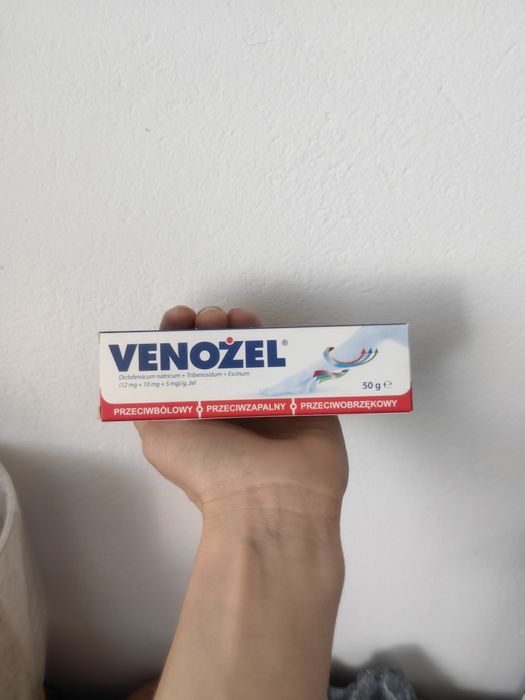 VENOŻEL®
Diclofenacum natricum + Tribenosidum + Escinum
(12 mg + 10 mg + 5 mg)/g, żel
50 g ℮
PRZECIWBÓLOWY PRZECIWZAPALNY PRZECIWOBRZĘKOWY